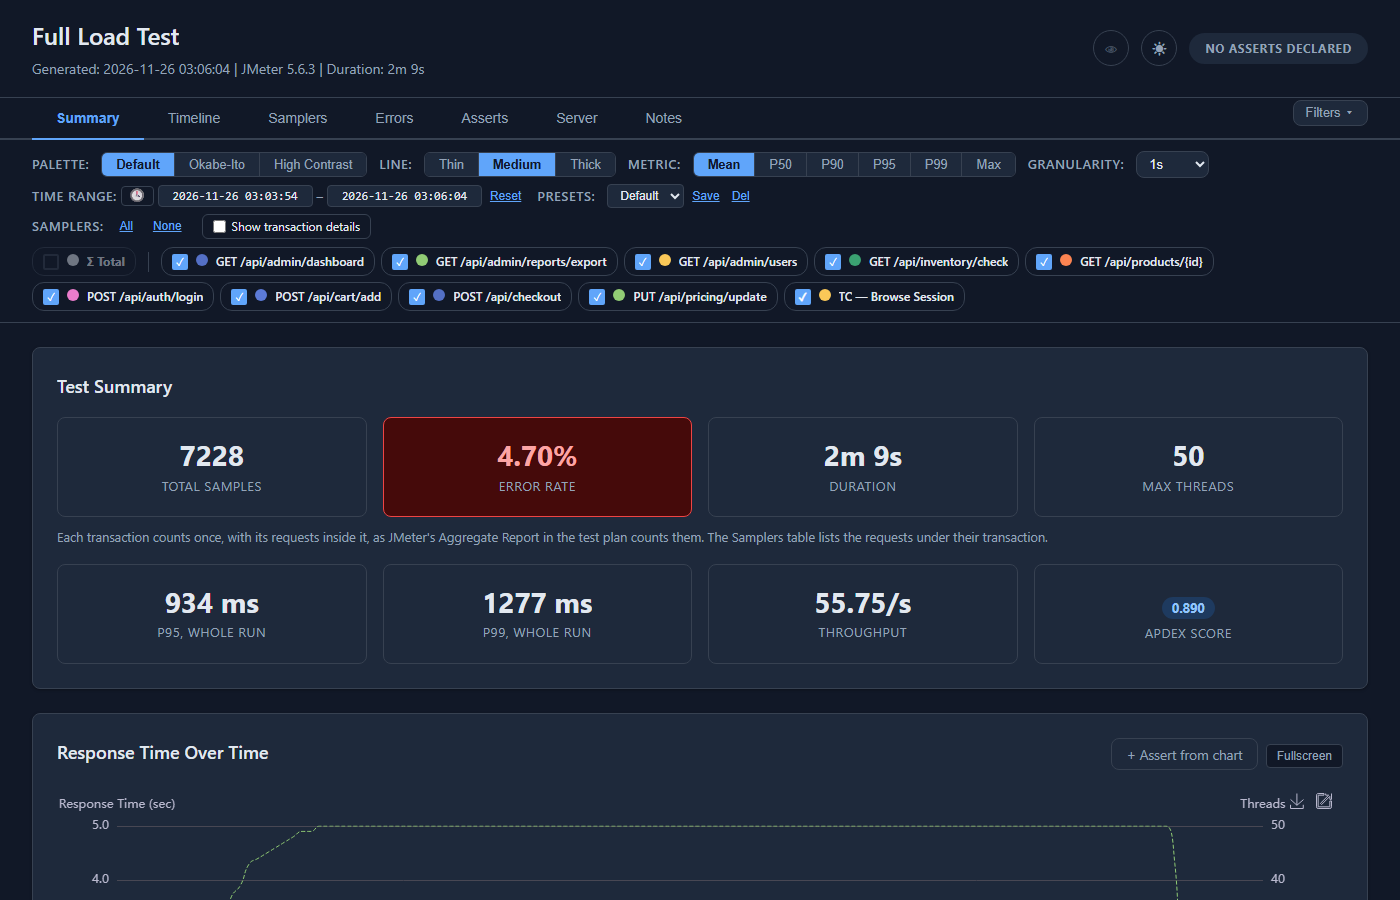 Full Load Test
Generated: 2026-11-26 03:06:04 | JMeter 5.6.3 | Duration: 2m 9s
NO ASSERTS DECLARED
Summary Timeline Samplers Errors Asserts Server Notes
Filters
PALETTE: Default Okabe-Ito High Contrast LINE: Thin Medium Thick METRIC: Mean P50 P90 P95 P99 Max GRANULARITY: 1s
TIME RANGE: 2026-11-26 03:03:54 – 2026-11-26 03:06:04 Reset PRESETS: Default Save Del
SAMPLERS: All None Show transaction details
Σ Total GET /api/admin/dashboard GET /api/admin/reports/export GET /api/admin/users GET /api/inventory/check GET /api/products/{id}
POST /api/auth/login POST /api/cart/add POST /api/checkout PUT /api/pricing/update TC — Browse Session
Test Summary
7228 4.70% 2m 9s 50
TOTAL SAMPLES ERROR RATE DURATION MAX THREADS
Each transaction counts once, with its requests inside it, as JMeter's Aggregate Report in the test plan counts them. The Samplers table lists the requests under their transaction.
934 ms 1277 ms 55.75/s 0.890
P95, WHOLE RUN P99, WHOLE RUN THROUGHPUT APDEX SCORE
Response Time Over Time
+ Assert from chart Fullscreen
Response Time (sec) Threads
5.0 50
4.0 40